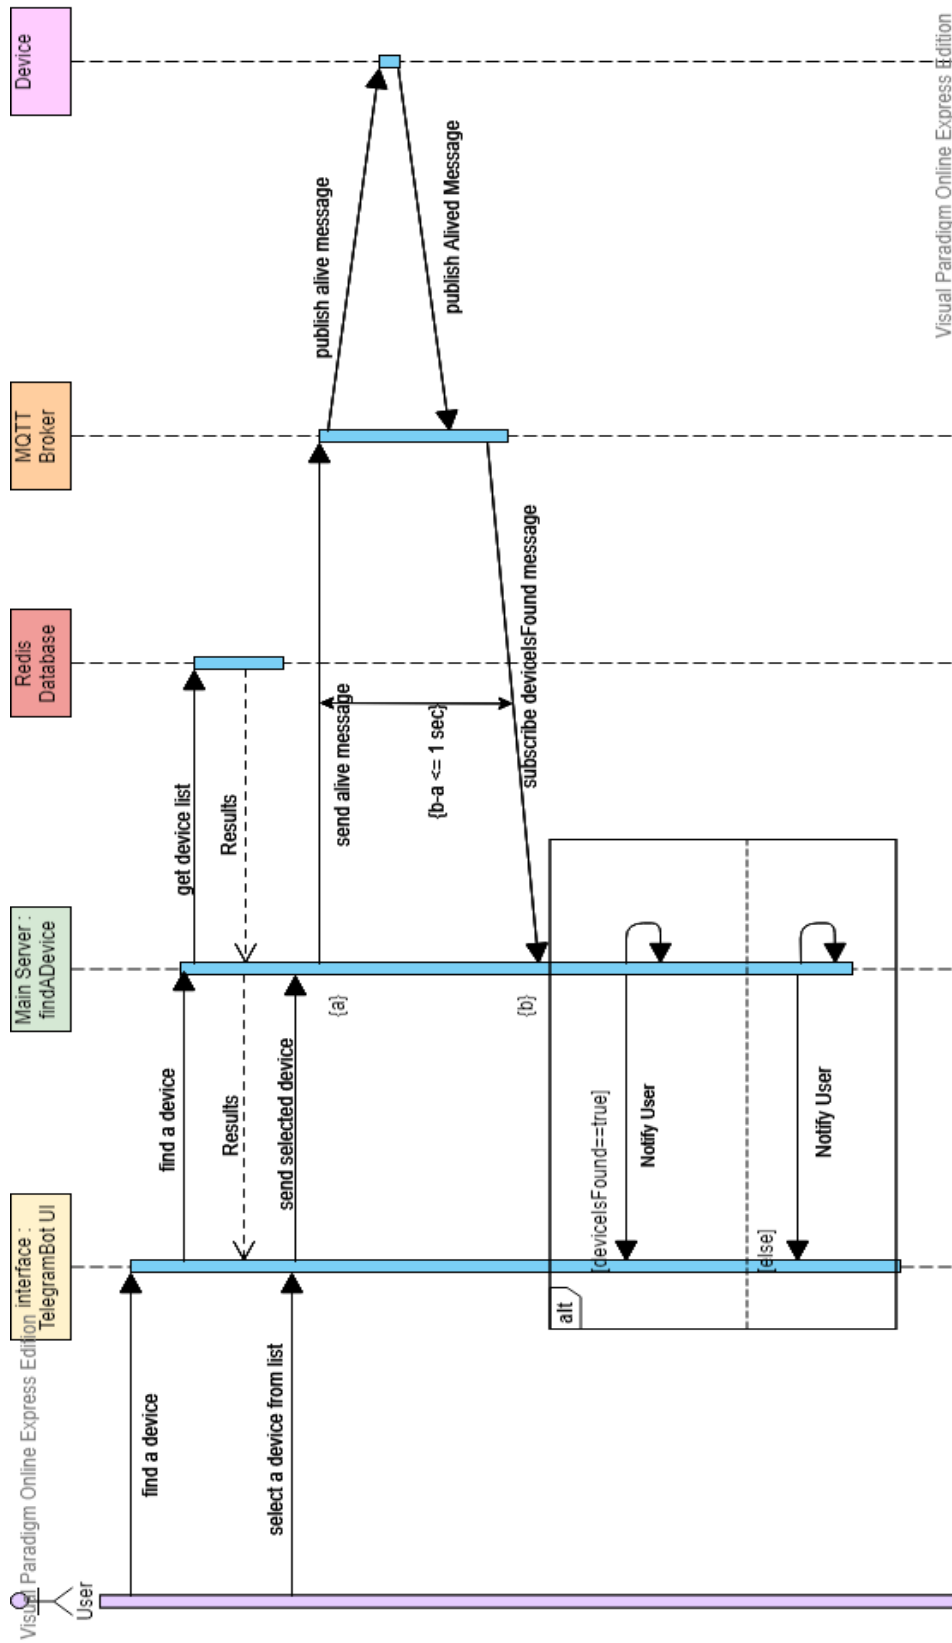 Visual Paradigm Online Express Edition
User
interface :
TelegramBot UI
Main Server :
findADevice
Redis
Database
MQTT
Broker
Device
find a device
find a device
get device list
Results
Results
select a device from list
send selected device
send alive message
publish alive message
publish Alived Message
{a}
{b-a <= 1 sec}
subscribe deviceIsFound message
{b}
alt
[deviceIsFound==true]
Notify User
[else]
Notify User
Visual Paradigm Online Express Edition